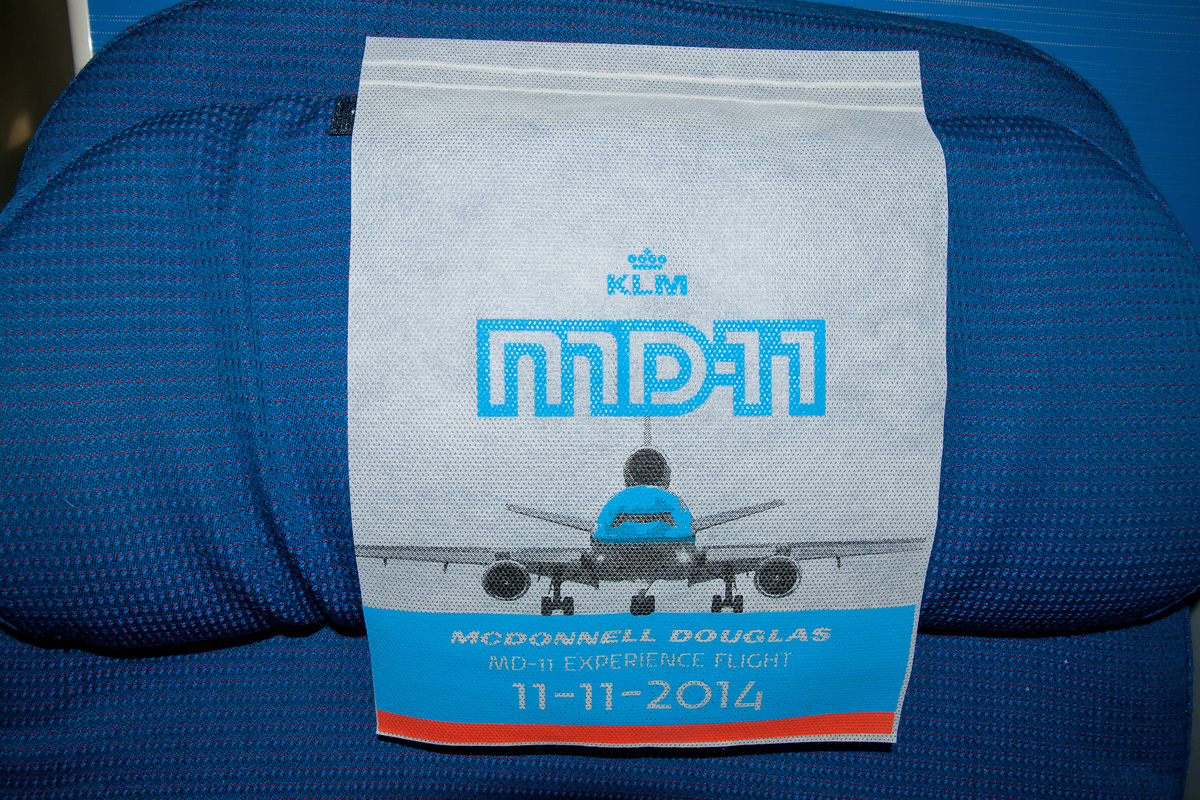 KLM
MD-11
MCDONNELL DOUGLAS
MD-11 EXPERIENCE FLIGHT
11-11-2014